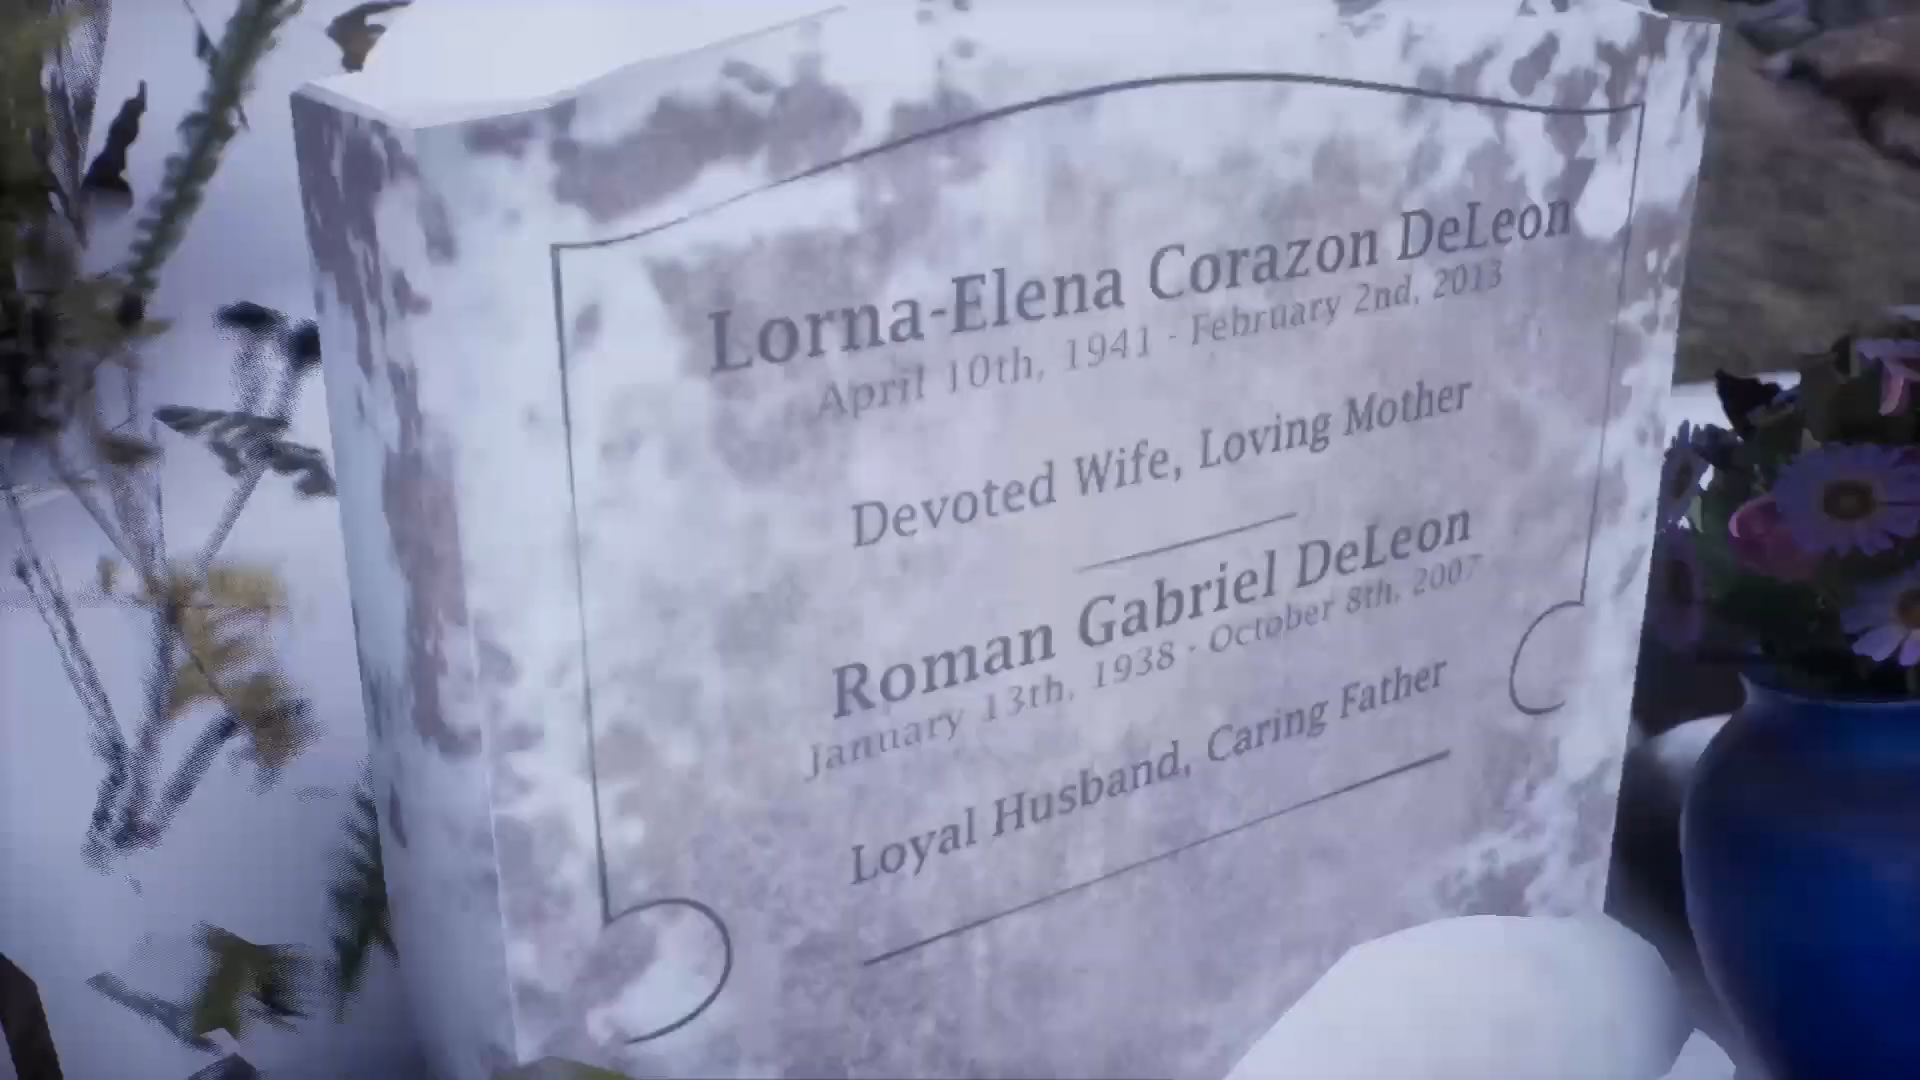 Lorna-Elena Corazon DeLeon
April 10th, 1941 - February 2nd, 2013
Devoted Wife, Loving Mother
Roman Gabriel DeLeon
January 13th, 1938 - October 8th, 2007
Loyal Husband, Caring Father